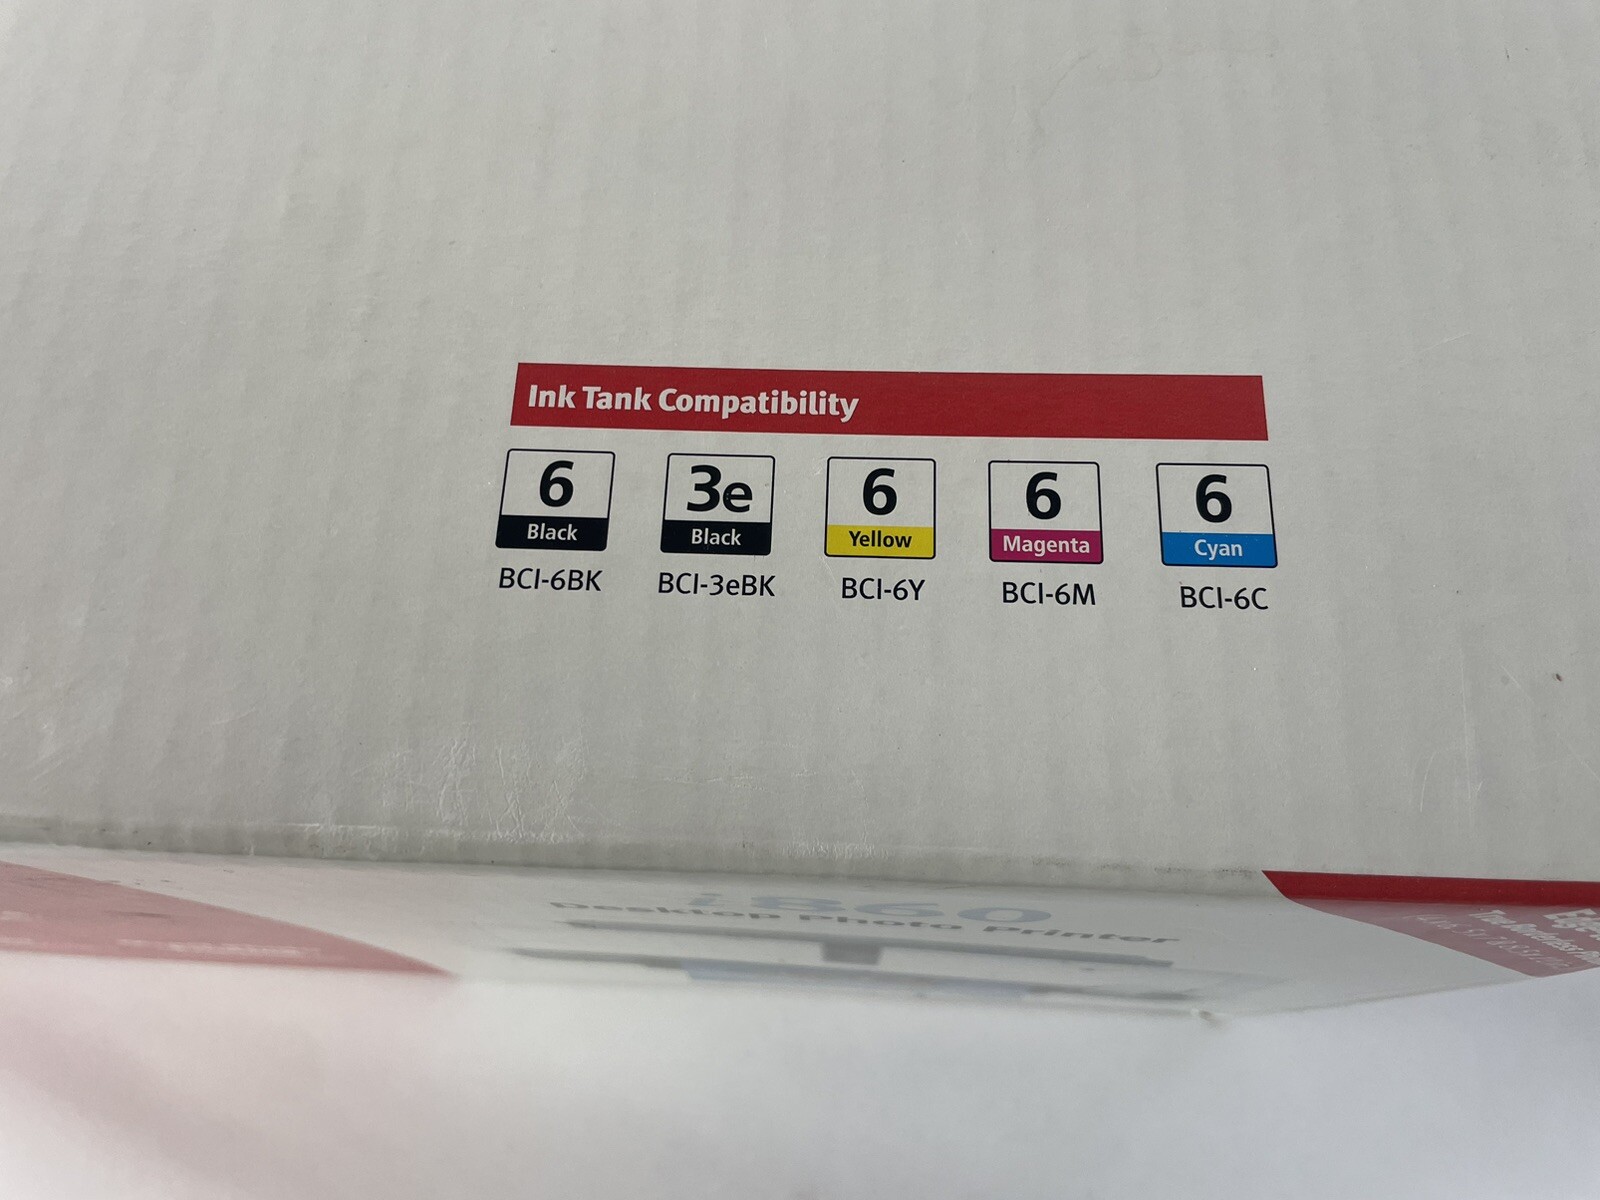 Ink Tank Compatibility
6 3e 6 6 6
Black Black Yellow Magenta Cyan
BCI-6BK BCI-3eBK BCI-6Y BCI-6M BCI-6C
i860
Desktop Photo Printer